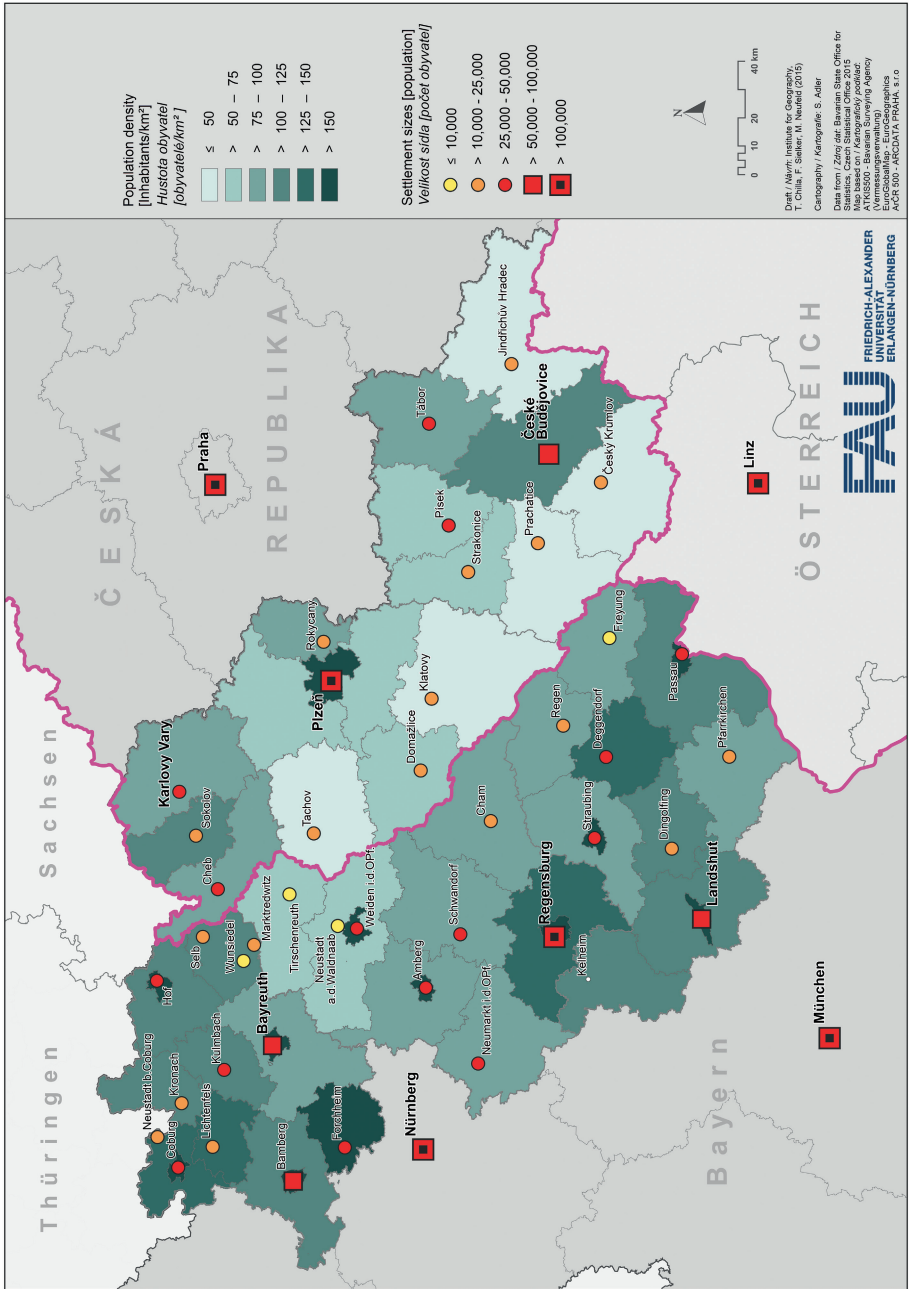 Population density
[Inhabitants/km²]
Hustota obyvatel
[obyvatelé/km²]
≤ 50
> 50 – 75
> 75 – 100
> 100 – 125
> 125 – 150
> 150
Settlement sizes [population]
Velikost sídla [počet obyvatel]
≤ 10,000
> 10,000 - 25,000
> 25,000 - 50,000
> 50,000 - 100,000
> 100,000
N
0 10 20 40 km
Draft / Návrh: Institute for Geography,
T. Chilla, F. Sielker, M. Neufeld (2015)
Cartography / Kartografie: S. Adler
Data from / Zdroj dat: Bavarian State Office for
Statistics, Czech Statistical Office 2015
Map based on / Kartografický podklad:
ATKIS500 - Bavarian Surveying Agency
(Vermessungsverwaltung)
EuroGlobalMap - EuroGeographics
ArČR 500 - ARCDATA PRAHA, s.r.o
FAU
FRIEDRICH-ALEXANDER
UNIVERSITÄT
ERLANGEN-NÜRNBERG
Thüringen
Sachsen
ČESKÁ
REPUBLIKA
Bayern
ÖSTERREICH
Praha
Neustadt b.Coburg
Coburg
Kronach
Lichtenfels
Kulmbach
Hof
Selb
Wunsiedel
Marktredwitz
Cheb
Sokolov
Karlovy Vary
Bayreuth
Bamberg
Forchheim
Tirschenreuth
Neustadt
a.d.Waldnaab
Weiden i.d.OPf.
Tachov
Plzeň
Rokycany
Nürnberg
Amberg
Schwandorf
Neumarkt i.d.OPf.
Cham
Domažlice
Klatovy
Strakonice
Písek
Tábor
Jindřichův Hradec
České
Budějovice
Český Krumlov
Prachatice
Regensburg
Kelheim
Straubing
Deggendorf
Regen
Freyung
Passau
Dingolfing
Pfarrkirchen
Landshut
München
Linz